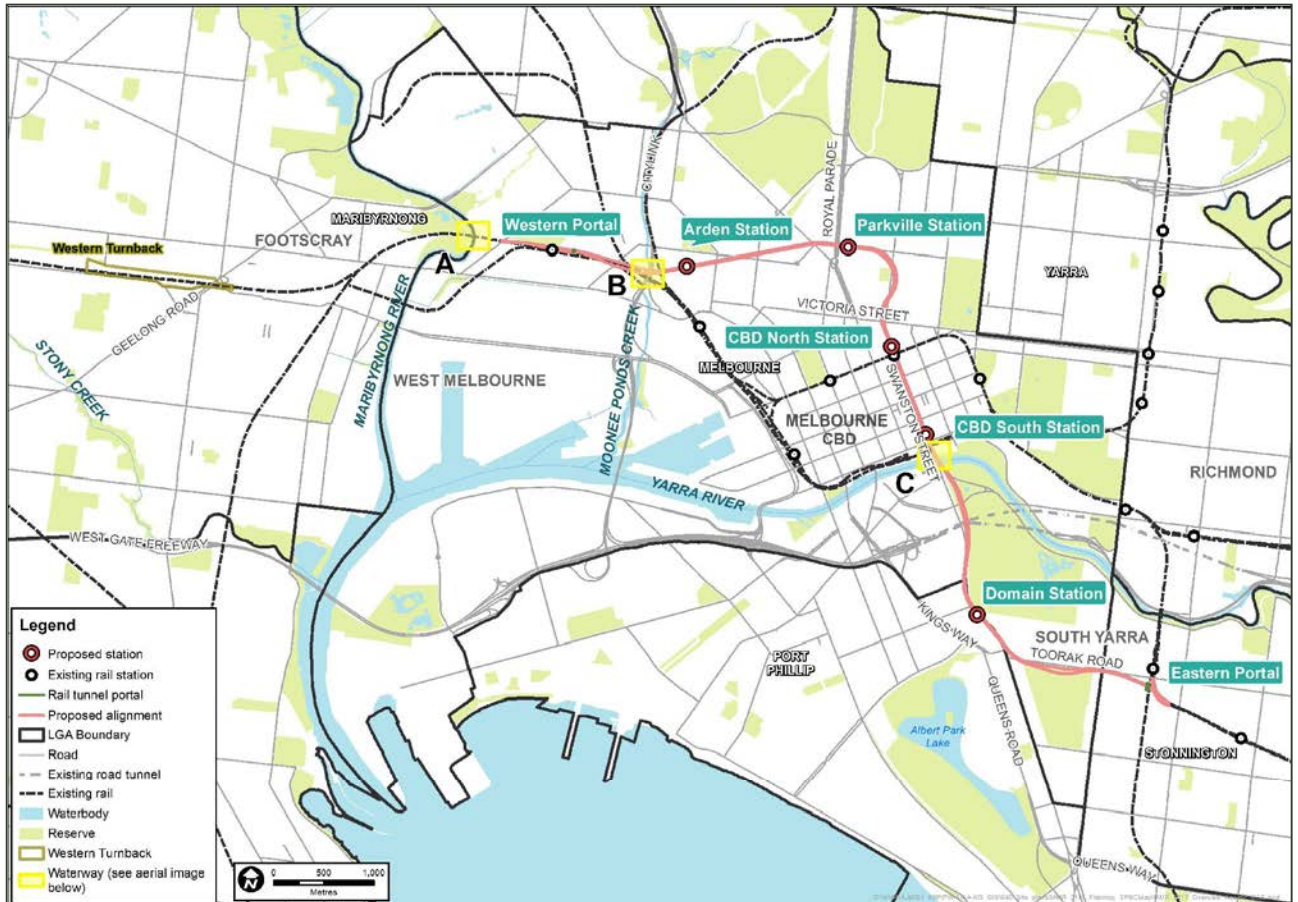 CITYLINK
ROYAL PARADE
MARIBYRNONG
Western Portal
Arden Station
Parkville Station
FOOTSCRAY
Western Turnback
A
B
YARRA
GEELONG ROAD
VICTORIA STREET
CBD North Station
STONY CREEK
MARIBYRNONG RIVER
WEST MELBOURNE
MOONEE PONDS CREEK
MELBOURNE
SWANSTON STREET
MELBOURNE
CBD
CBD South Station
C
RICHMOND
YARRA RIVER
WEST GATE FREEWAY
Domain Station
KINGS WAY
SOUTH YARRA
TOORAK ROAD
PORT
PHILLIP
Eastern Portal
QUEENS ROAD
Albert Park
Lake
STONNINGTON
QUEENS WAY
Legend
Proposed station
Existing rail station
Rail tunnel portal
Proposed alignment
LGA Boundary
Road
Existing road tunnel
Existing rail
Waterbody
Reserve
Western Turnback
Waterway (see aerial image
below)
0 500 1,000
Metres